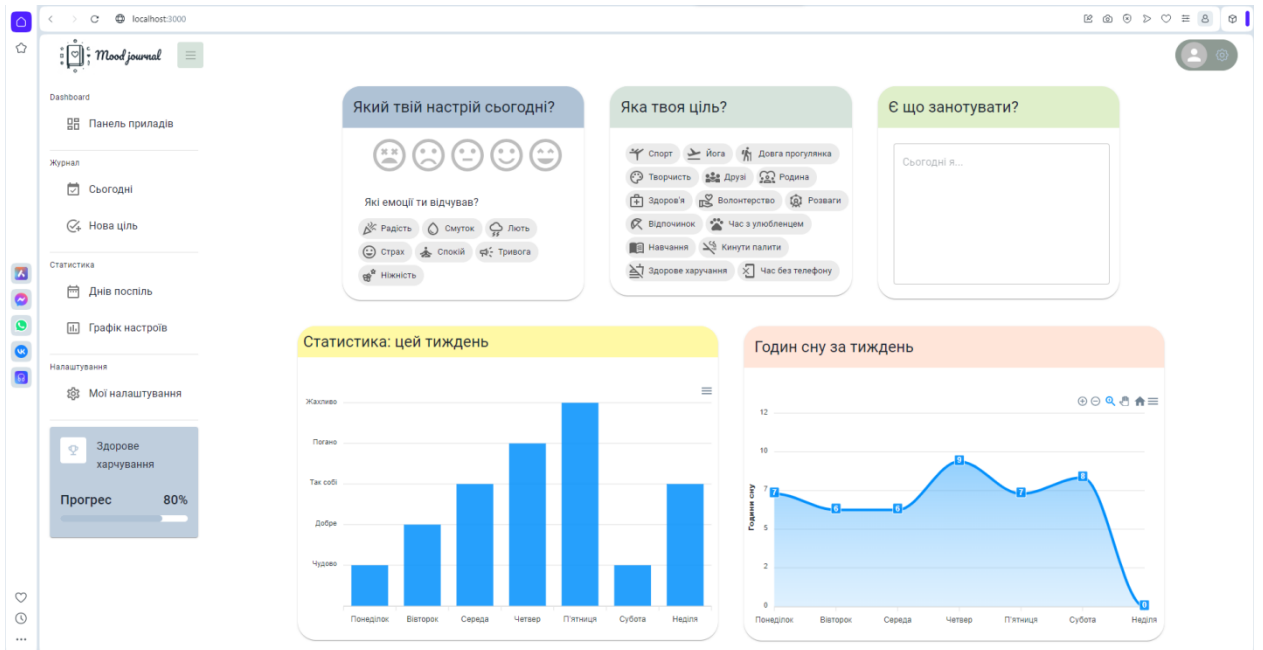 localhost:3000
Mood journal
Dashboard
Панель приладів
Журнал
Сьогодні
Нова ціль
Статистика
Днів поспіль
Графік настроїв
Налаштування
Мої налаштування
Здорове
харчування
Прогрес 80%
Який твій настрій сьогодні?
Які емоції ти відчував?
Радість Смуток Лють
Страх Спокій Тривога
Ніжність
Яка твоя ціль?
Спорт Йога Довга прогулянка
Творчисть Друзі Родина
Здоров'я Волонтерство Розваги
Відпочинок Час з улюбленцем
Навчання Кинути палити
Здорове харучання Час без телефону
Є що занотувати?
Сьогодні я...
Статистика: цей тиждень
Жахливо
Погано
Так собі
Добре
Чудово
Понеділок Вівторок Середа Четвер П'ятниця Субота Неділя
Годин сну за тиждень
Години сну
12
10
7
5
2
0
7 6 6 9 7 8 0
Понеділок Вівторок Середа Четвер П'ятниця Субота Неділя